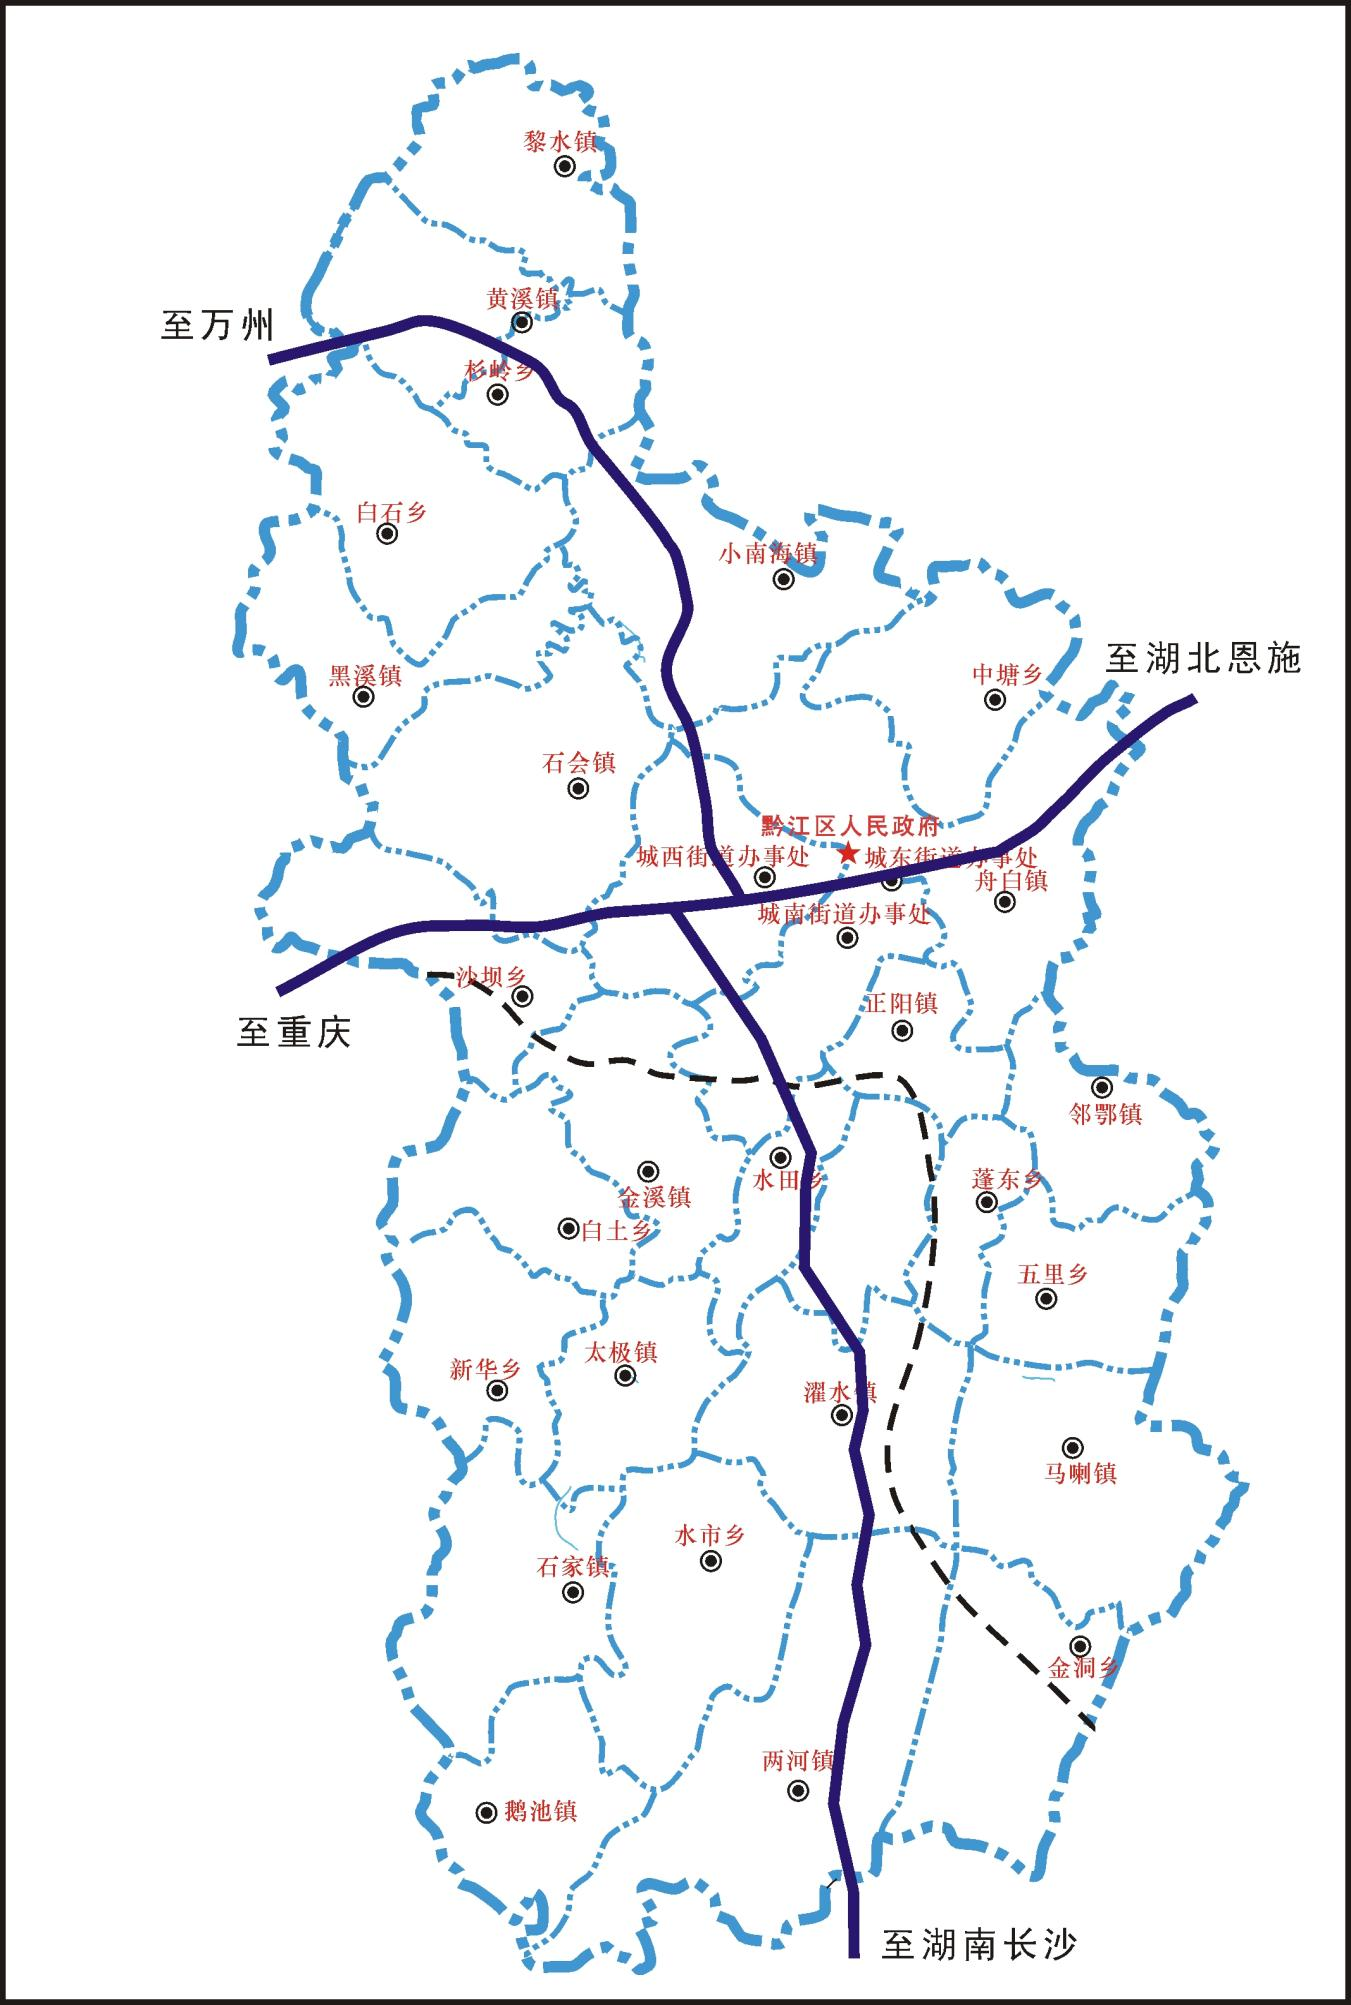 黎水镇
黄溪镇
至万州
杉岭乡
白石乡
小南海镇
至湖北恩施
中塘乡
黑溪镇
石会镇
黔江区人民政府
城西街道办事处
城东街道办事处
舟白镇
城南街道办事处
沙坝乡
正阳镇
至重庆
邻鄂镇
水田乡
蓬东乡
金溪镇
白土乡
五里乡
太极镇
新华乡
濯水镇
马喇镇
水市乡
石家镇
金洞乡
两河镇
鹅池镇
至湖南长沙